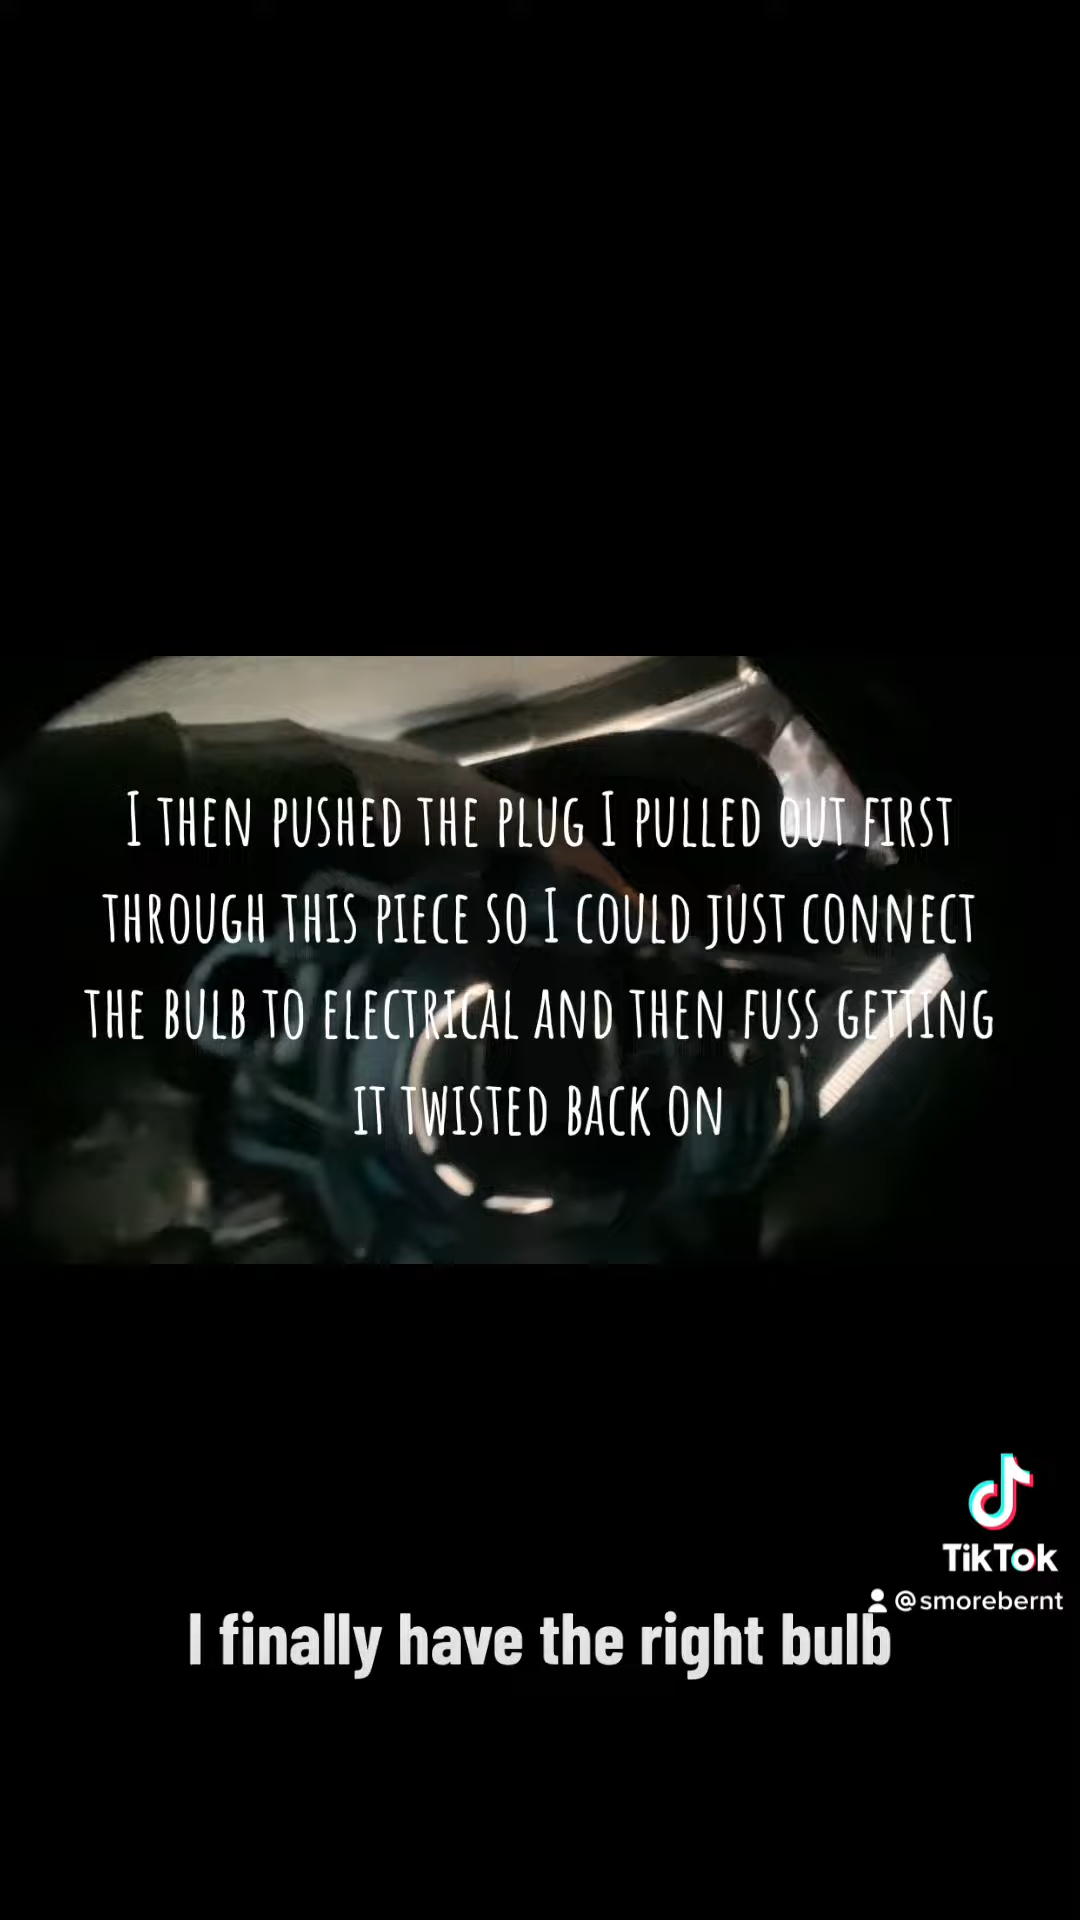 I THEN PUSHED THE PLUG I PULLED OUT FIRST
THROUGH THIS PIECE SO I COULD JUST CONNECT
THE BULB TO ELECTRICAL AND THEN FUSS GETTING
IT TWISTED BACK ON
TikTok
@smorebernt
I finally have the right bulb